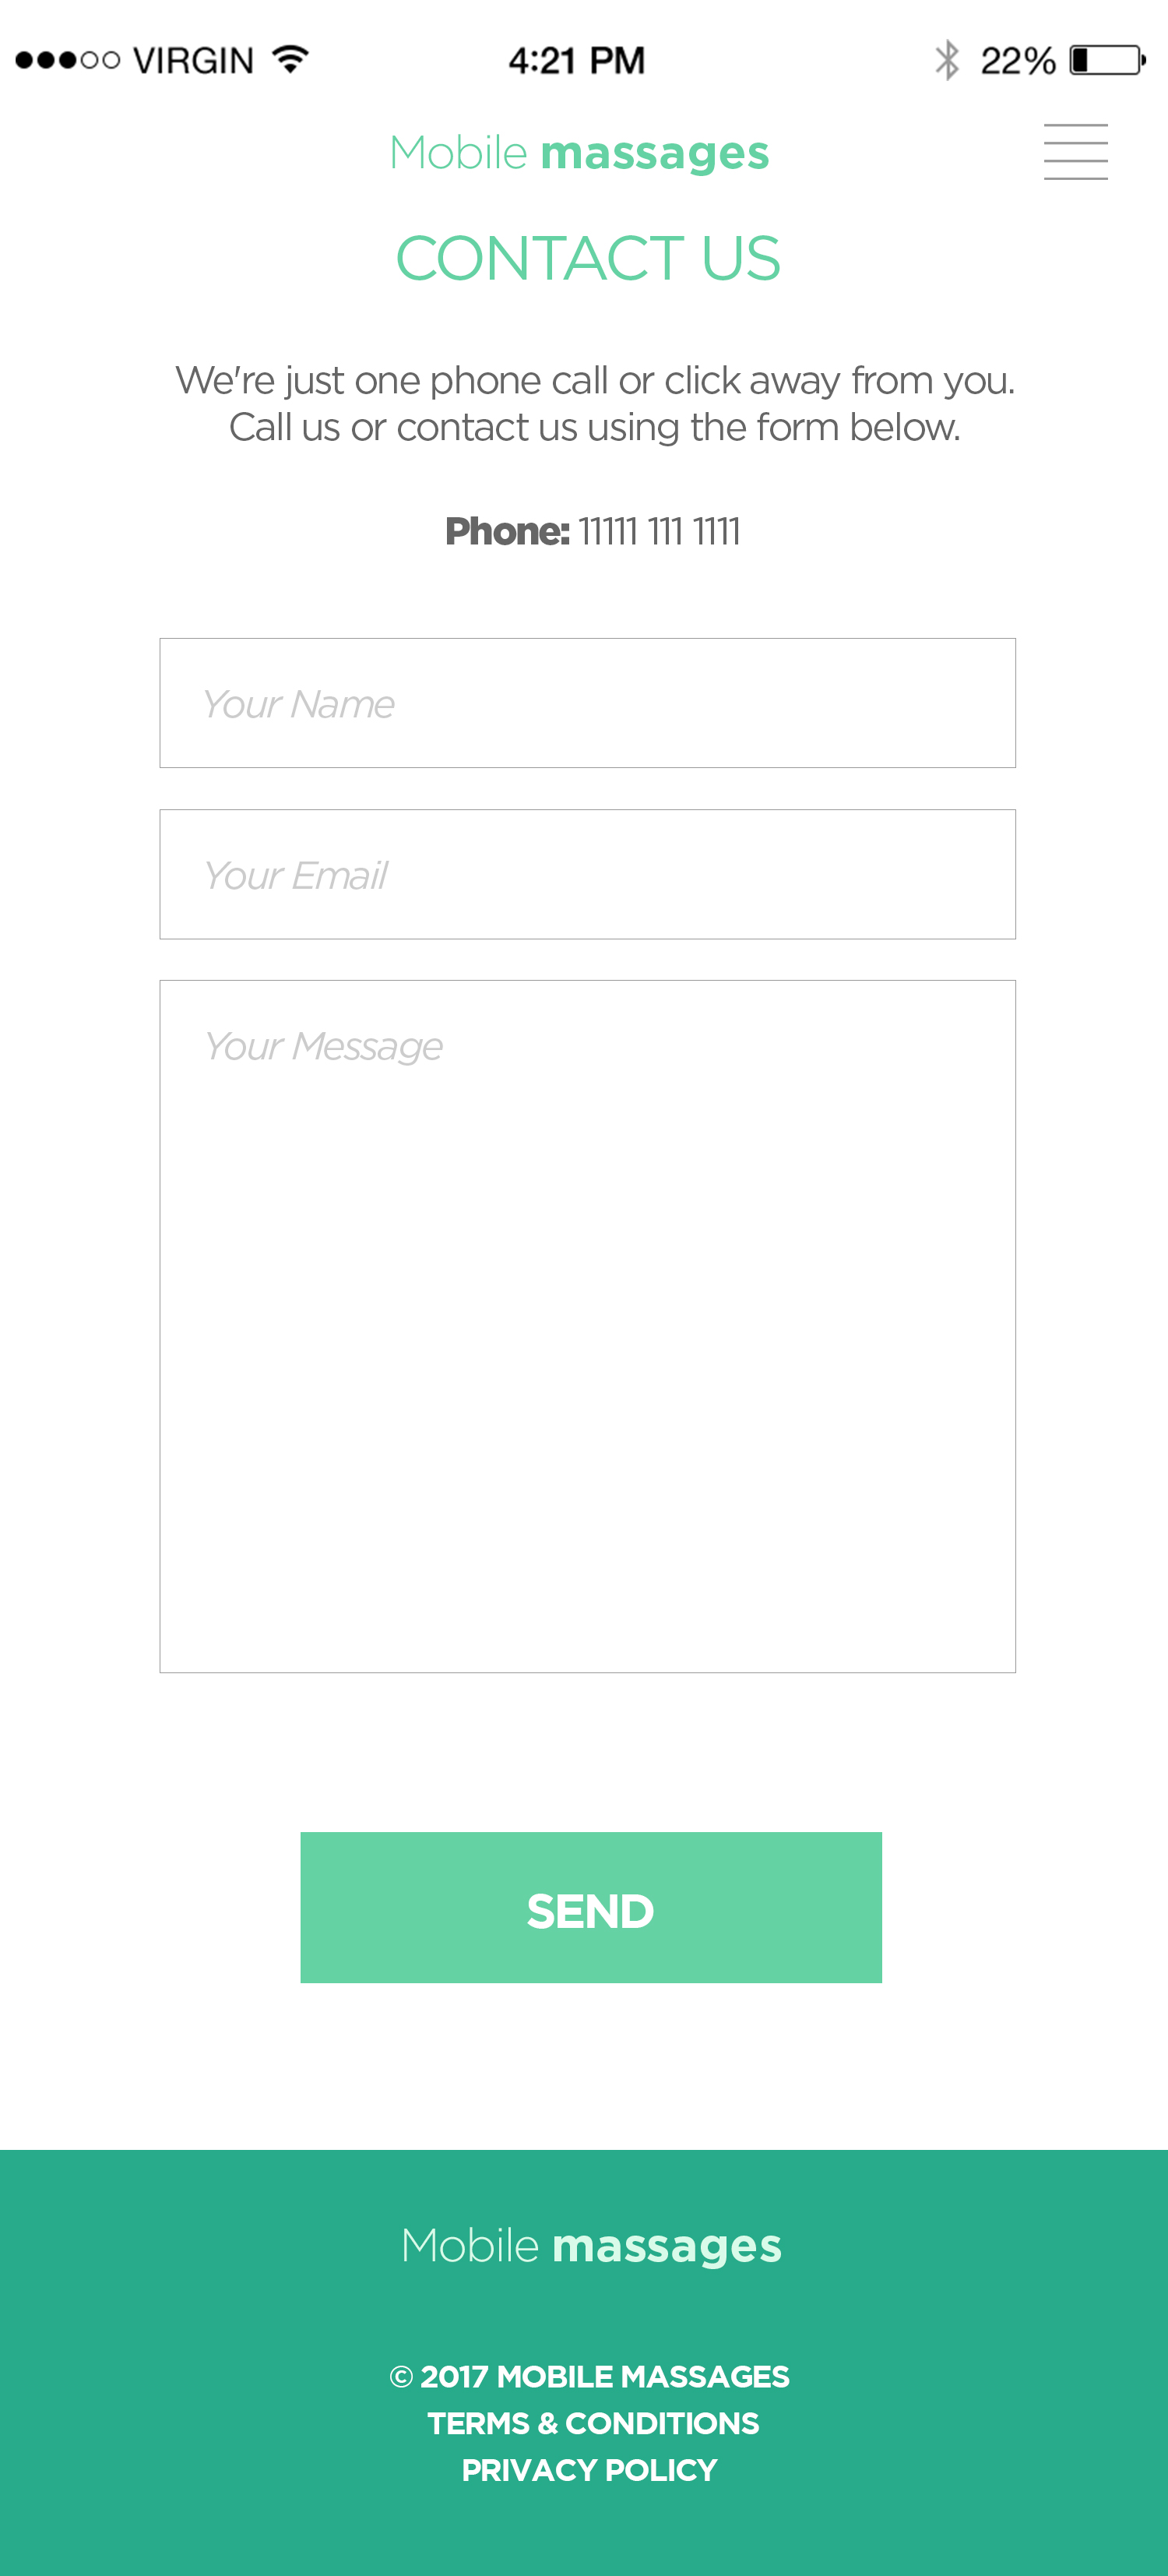 VIRGIN 4:21 PM 22%
Mobile massages
CONTACT US
We're just one phone call or click away from you.
Call us or contact us using the form below.
Phone: 11111 111 1111
Your Name
Your Email
Your Message
SEND
Mobile massages
© 2017 MOBILE MASSAGES
TERMS & CONDITIONS
PRIVACY POLICY